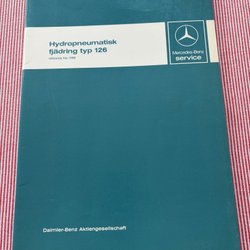 Hydropneumatisk
fjädring typ 126
Mercedes-Benz
service
Daimler-Benz Aktiengesellschaft